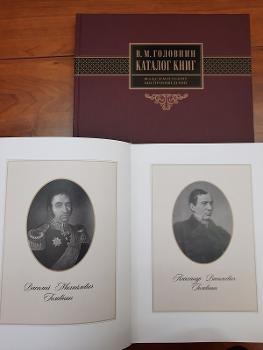 В. М. ГОЛОВНИН
КАТАЛОГ КНИГ
Василий Михайлович
Головнин
Александр Васильевич
Головнин